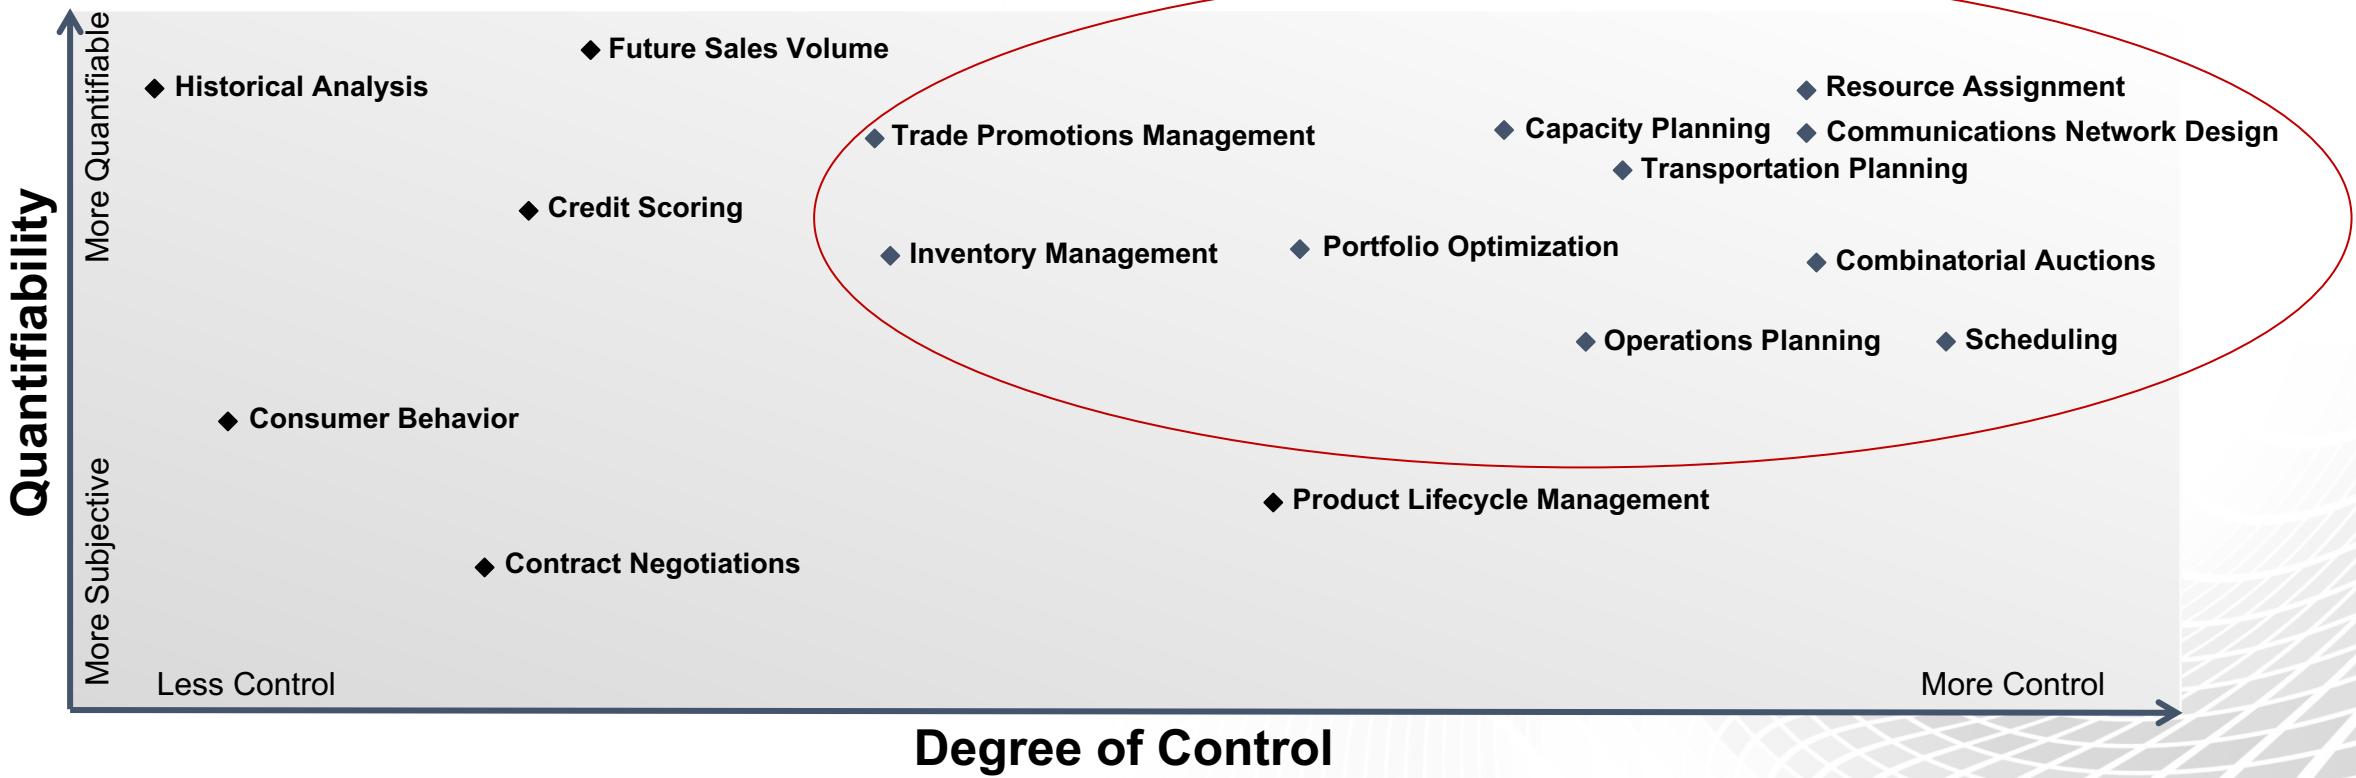 Quantifiability
More Quantifiable
More Subjective
Future Sales Volume
Historical Analysis
Resource Assignment
Trade Promotions Management
Capacity Planning
Communications Network Design
Transportation Planning
Credit Scoring
Inventory Management
Portfolio Optimization
Combinatorial Auctions
Operations Planning
Scheduling
Consumer Behavior
Product Lifecycle Management
Contract Negotiations
Less Control
More Control
Degree of Control